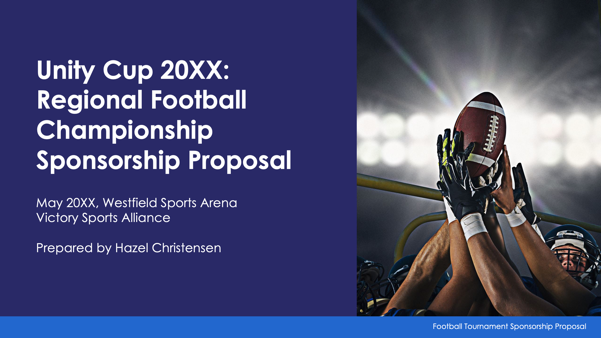 Unity Cup 20XX:
Regional Football
Championship
Sponsorship Proposal
May 20XX, Westfield Sports Arena
Victory Sports Alliance
Prepared by Hazel Christensen
Football Tournament Sponsorship Proposal